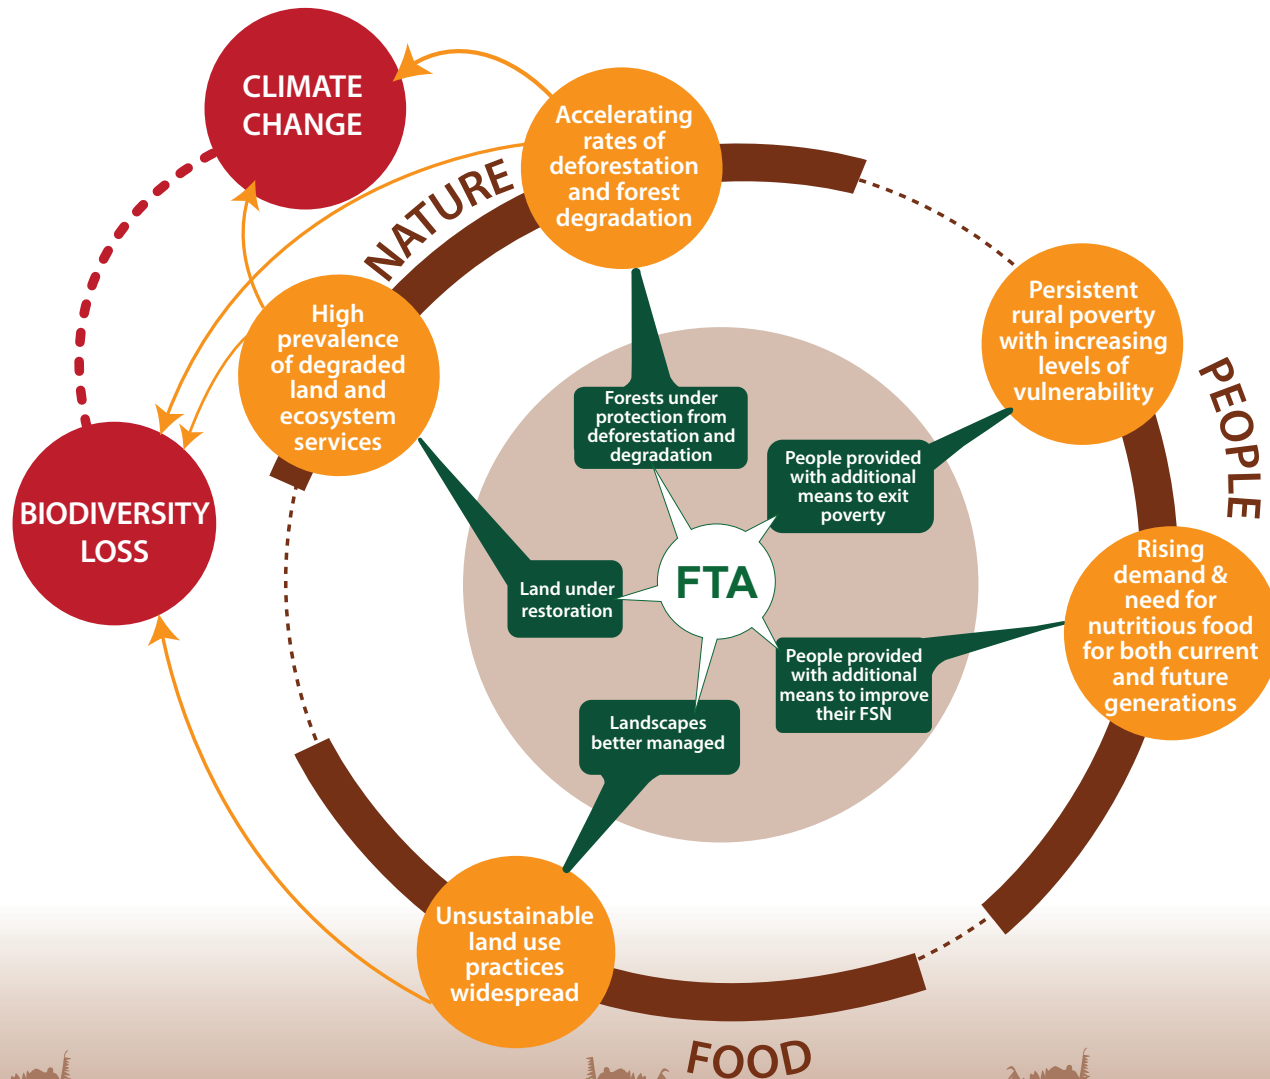 CLIMATE
CHANGE
Accelerating
rates of
deforestation
and forest
degradation
NATURE
High
prevalence
of degraded
land and
ecosystem
services
Persistent
rural poverty
with increasing
levels of
vulnerability
PEOPLE
Forests under
protection from
deforestation and
degradation
People provided
with additional
means to exit
poverty
BIODIVERSITY
LOSS
FTA
Land under
restoration
Rising
demand &
need for
nutritious food
for both current
and future
generations
People provided
with additional
means to improve
their FSN
Landscapes
better managed
Unsustainable
land use
practices
widespread
FOOD